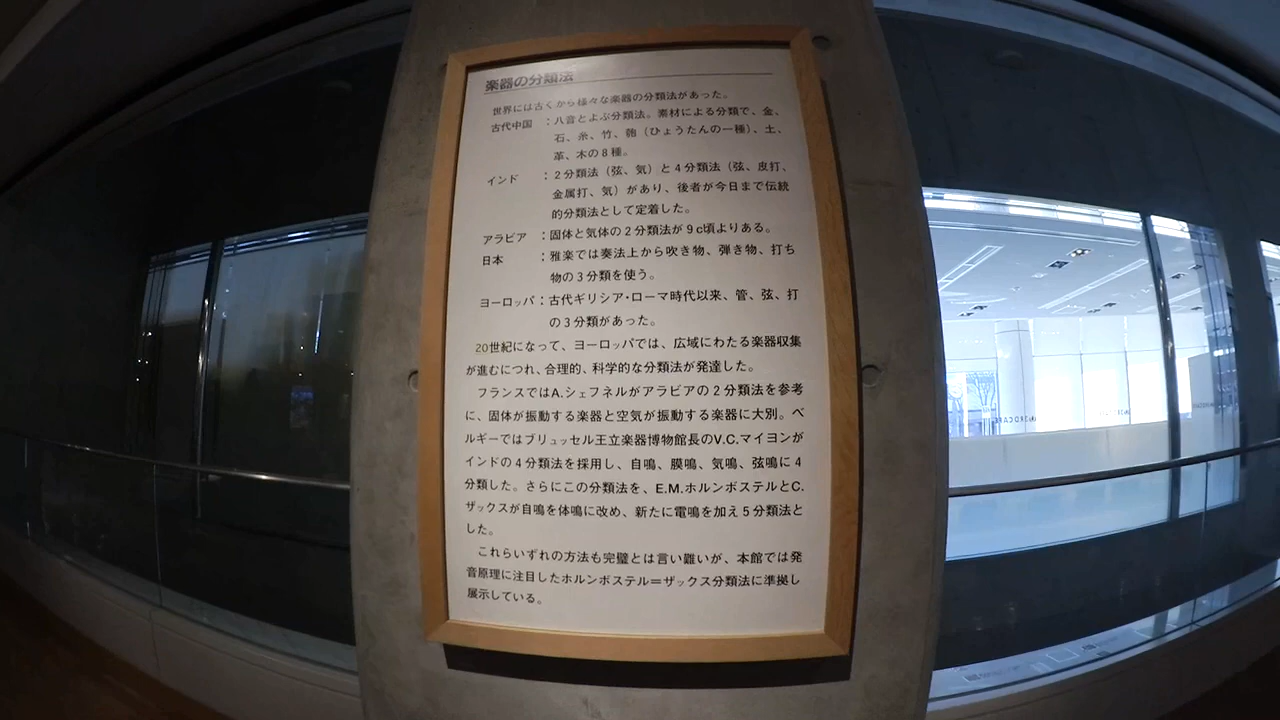 楽器の分類法
世界には古くから様々な楽器の分類法があった。
古代中国 :八音とよぶ分類法。素材による分類で、金、
石、糸、竹、匏(ひょうたんの一種)、土、
革、木の8種。
インド :2分類法(弦、気)と4分類法(弦、皮打、
金属打、気)があり、後者が今日まで伝統
的分類法として定着した。
アラビア :固体と気体の2分類法が9c頃よりある。
日本 :雅楽では奏法上から吹き物、弾き物、打ち
物の3分類を使う。
ヨーロッパ:古代ギリシア・ローマ時代以来、管、弦、打
の3分類があった。
20世紀になって、ヨーロッパでは、広域にわたる楽器収集
が進むにつれ、合理的、科学的な分類法が発達した。
フランスではA.シェフネルがアラビアの2分類法を参考
に、固体が振動する楽器と空気が振動する楽器に大別。ベ
ルギーではブリュッセル王立楽器博物館長のV.C.マイヨンが
インドの4分類法を採用し、自鳴、膜鳴、気鳴、弦鳴に4
分類した。さらにこの分類法を、E.M.ホルンボステルとC.
ザックスが自鳴を体鳴に改め、新たに電鳴を加え5分類法と
した。
これらいずれの方法も完璧とは言い難いが、本館では発
音原理に注目したホルンボステル=ザックス分類法に準拠し
展示している。